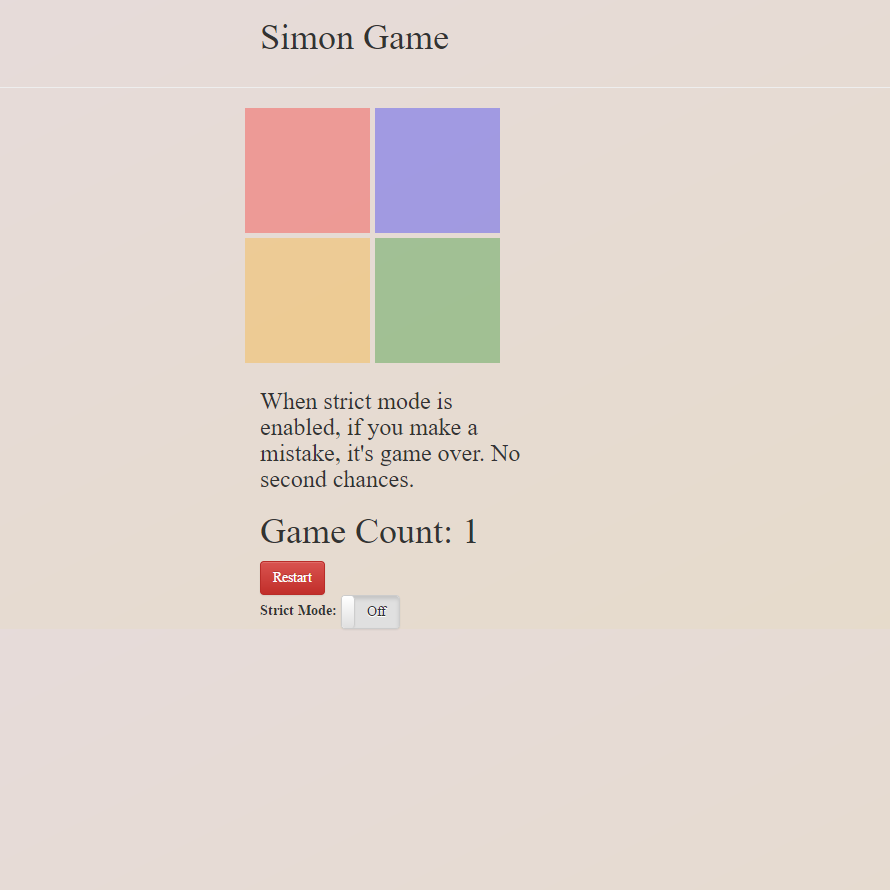 Simon Game
When strict mode is
enabled, if you make a
mistake, it's game over. No
second chances.
Game Count: 1
Restart
Strict Mode: Off